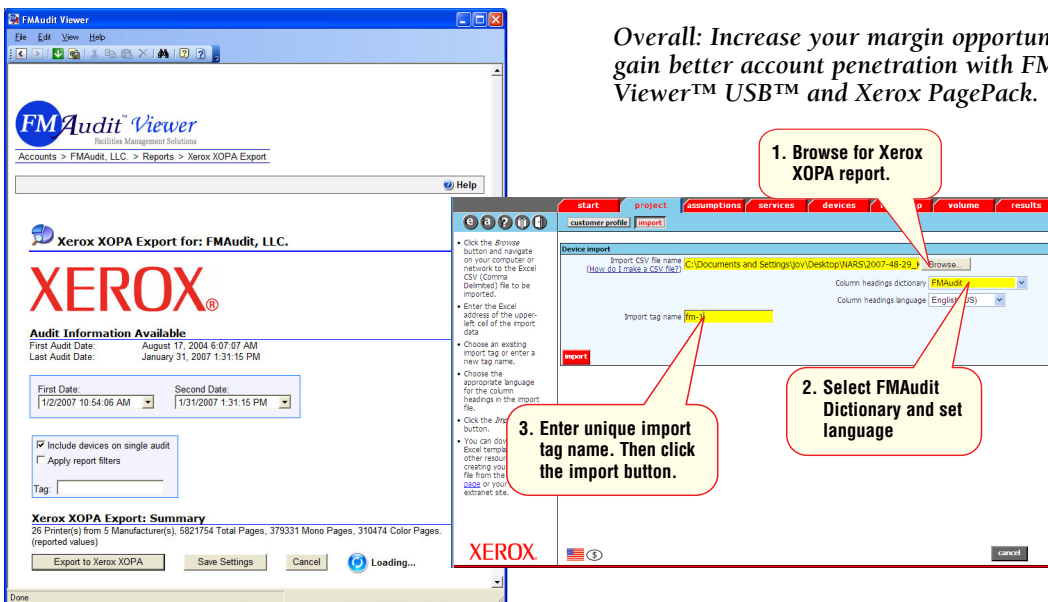 FMAudit Viewer
File Edit View Help
FMAudit™ Viewer
Facilities Management Solutions
Accounts > FMAudit, LLC. > Reports > Xerox XOPA Export
Help
Xerox XOPA Export for: FMAudit, LLC.
XEROX®
Audit Information Available
First Audit Date: August 17, 2004 6:07:07 AM
Last Audit Date: January 31, 2007 1:31:15 PM
First Date: Second Date:
1/2/2007 10:54:06 AM 1/31/2007 1:31:15 PM
Include devices on single audit
Apply report filters
Tag:
Xerox XOPA Export: Summary
26 Printer(s) from 5 Manufacturer(s), 5821754 Total Pages, 379331 Mono Pages, 310474 Color Pages.
(reported values)
Export to Xerox XOPA Save Settings Cancel Loading...
Done
Overall: Increase your margin
gain better account penetration with
Viewer™ USB™ and Xerox PagePack.
1. Browse for Xerox
XOPA report.
start project assumptions services devices volume results
customer profile import
Click the Browse
button and navigate
on your computer or
network to the Excel
CSV (Comma
Delimited) file to be
imported.
Enter the Excel
address of the upper-
left cell of the import
data
Choose an existing
import tag or enter a
new tag name.
Choose the
appropriate language
for the column
headings in the import
file.
Click the
button.
You can
Excel
other
creating
file from the
page or your
extranet site.
Device import
Import CSV file name C:\Documents and Settings\jov\Desktop\NARS\2007-48-29_ Browse...
(How do I make a CSV file?)
Column headings dictionary FMAudit
Column headings language English
Import tag name fm-1
import
2. Select FMAudit
Dictionary and set
language
3. Enter unique import
tag name. Then click
the import button.
XEROX.
cancel